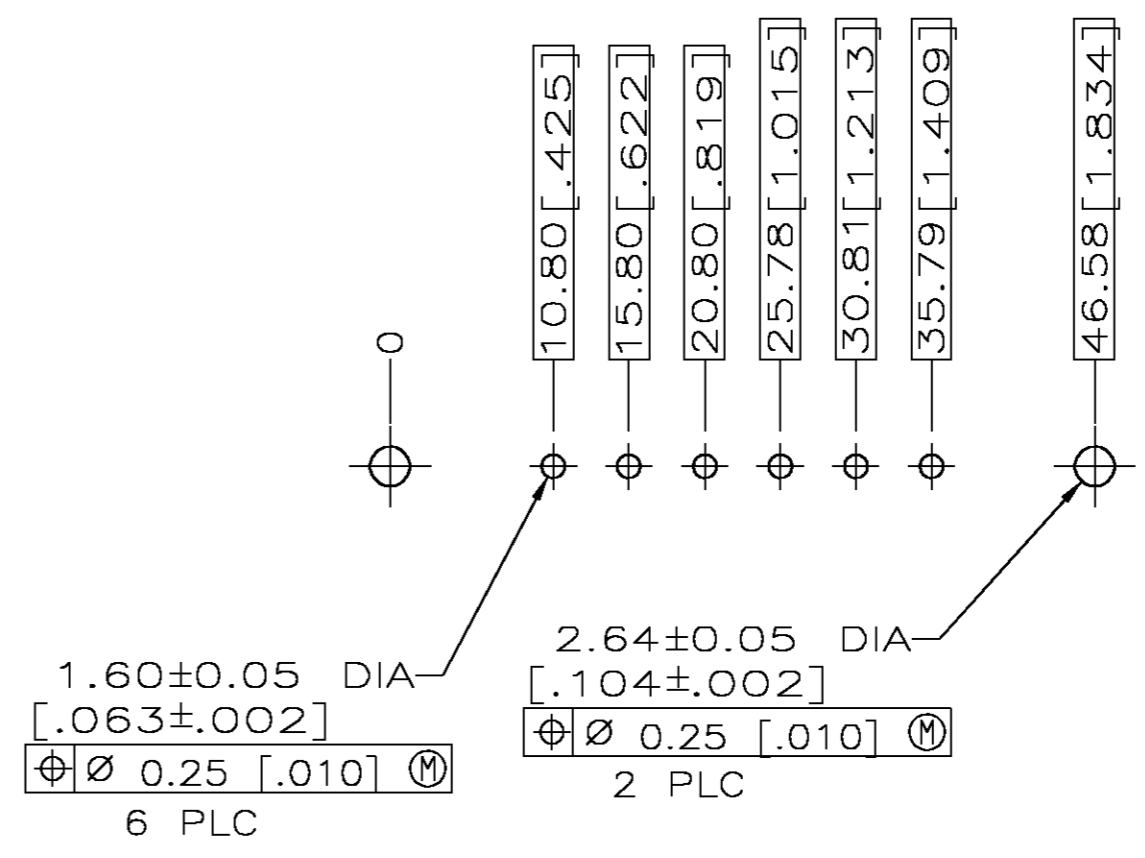 0
10.80[.425]
15.80[.622]
20.80[.819]
25.78[1.015]
30.81[1.213]
35.79[1.409]
46.58[1.834]
1.60±0.05 DIA
[.063±.002]
⌖ Ø 0.25 [.010] Ⓜ
6 PLC
2.64±0.05 DIA
[.104±.002]
⌖ Ø 0.25 [.010] Ⓜ
2 PLC